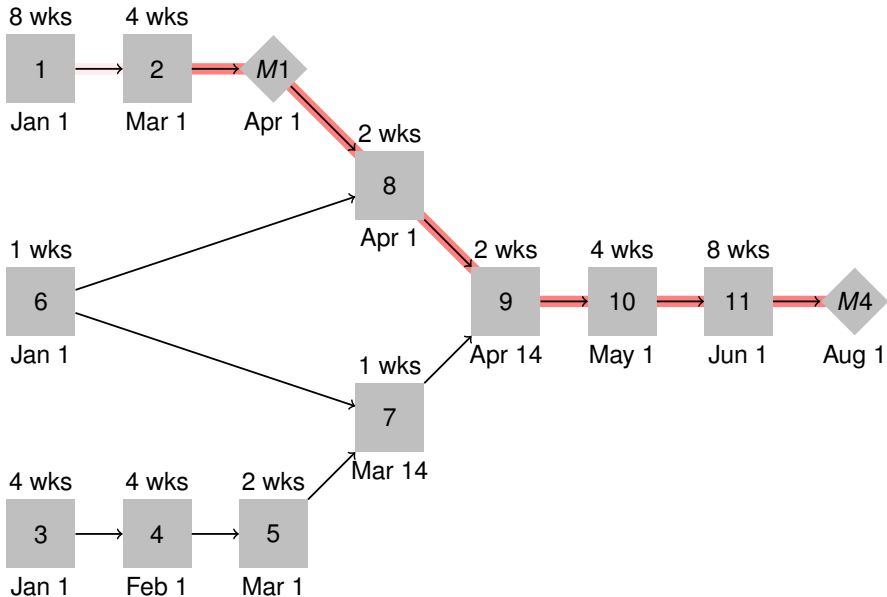 8 wks 4 wks
1 2 M1
Jan 1 Mar 1 Apr 1
2 wks
8
Apr 1
1 wks 2 wks 4 wks 8 wks
6 9 10 11 M4
Jan 1 Apr 14 May 1 Jun 1 Aug 1
1 wks
7
Mar 14
4 wks 4 wks 2 wks
3 4 5
Jan 1 Feb 1 Mar 1